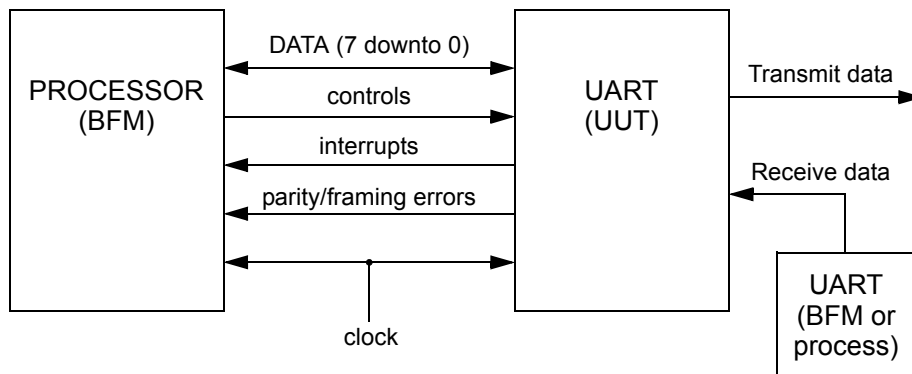 DATA (7 downto 0)
PROCESSOR
(BFM)
controls
interrupts
parity/framing errors
clock
UART
(UUT)
Transmit data
Receive data
UART
(BFM or
process)